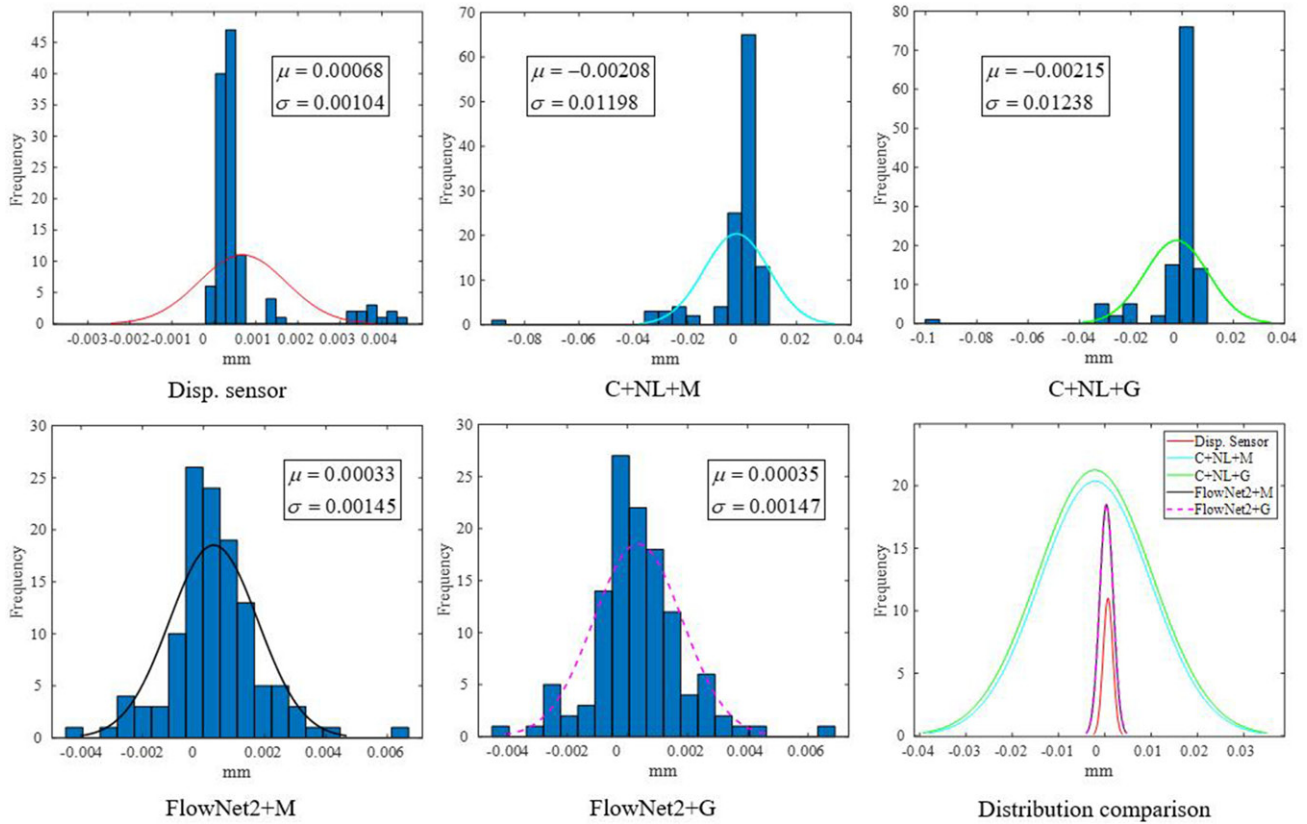 45
40
35
30
25
20
15
10
5
0
Frequency
μ = 0.00068
σ = 0.00104
-0.003 -0.002 -0.001 0 0.001 0.002 0.003 0.004
mm
Disp. sensor
70
60
50
40
30
20
10
0
Frequency
μ = −0.00208
σ = 0.01198
-0.08 -0.06 -0.04 -0.02 0 0.02 0.04
mm
C+NL+M
80
70
60
50
40
30
20
10
0
Frequency
μ = −0.00215
σ = 0.01238
-0.1 -0.08 -0.06 -0.04 -0.02 0 0.02 0.04
mm
C+NL+G
30
25
20
15
10
5
0
Frequency
μ = 0.00033
σ = 0.00145
-0.004 -0.002 0 0.002 0.004 0.006
mm
FlowNet2+M
30
25
20
15
10
5
0
Frequency
μ = 0.00035
σ = 0.00147
-0.004 -0.002 0 0.002 0.004 0.006
mm
FlowNet2+G
20
15
10
5
0
Frequency
Disp. Sensor
C+NL+M
C+NL+G
FlowNet2+M
FlowNet2+G
-0.04 -0.03 -0.02 -0.01 0 0.01 0.02 0.03
mm
Distribution comparison